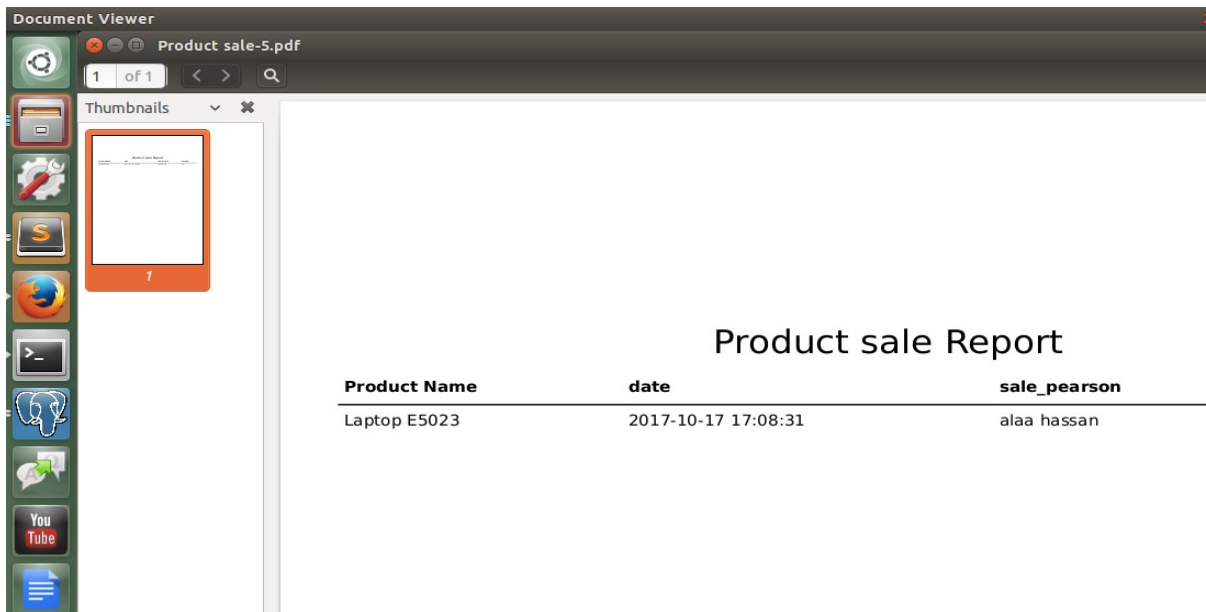 Document Viewer
Product sale-5.pdf
1 of 1
Thumbnails
1
S
>_
A
You
Tube
Product sale Report
Product Name date sale_pearson
Laptop E5023 2017-10-17 17:08:31 alaa hassan